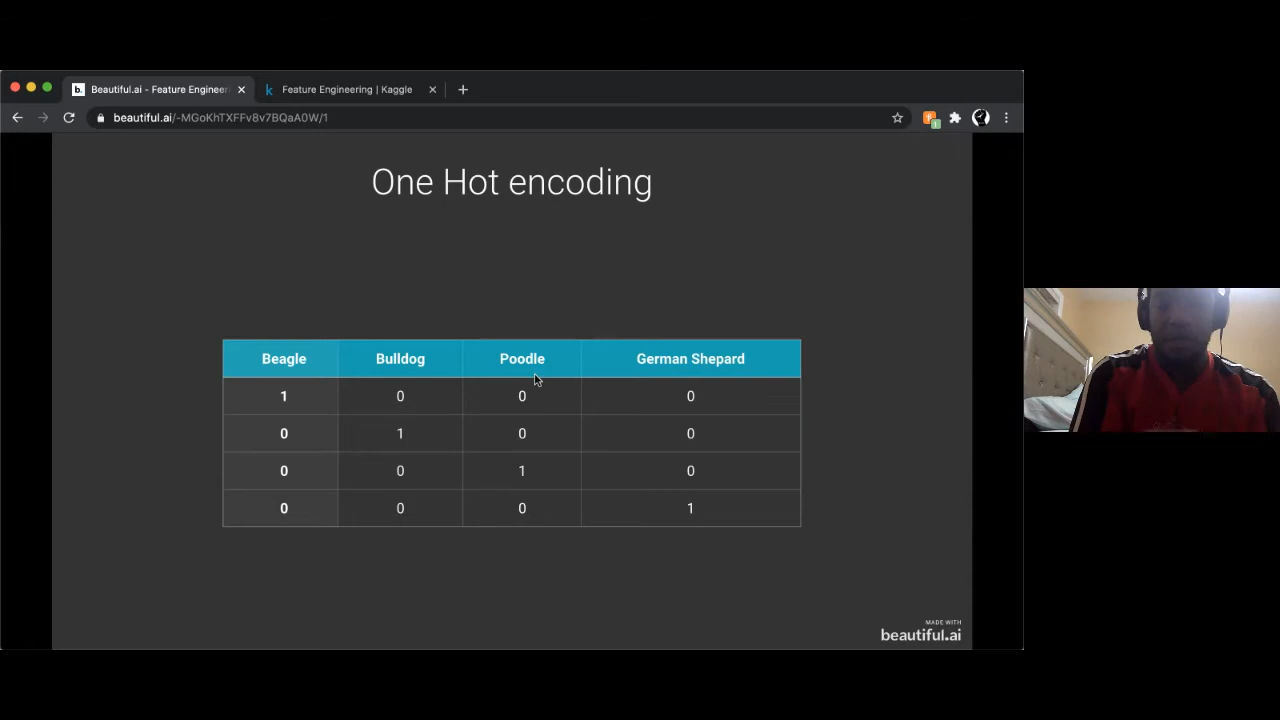 Beautiful.ai - Feature Engineeri
Feature Engineering | Kaggle
beautiful.ai/-MGoKhTXFFv8v7BQaA0W/1
One Hot encoding
Beagle Bulldog Poodle German Shepard
1 0 0 0
0 1 0 0
0 0 1 0
0 0 0 1
MADE WITH
beautiful.ai